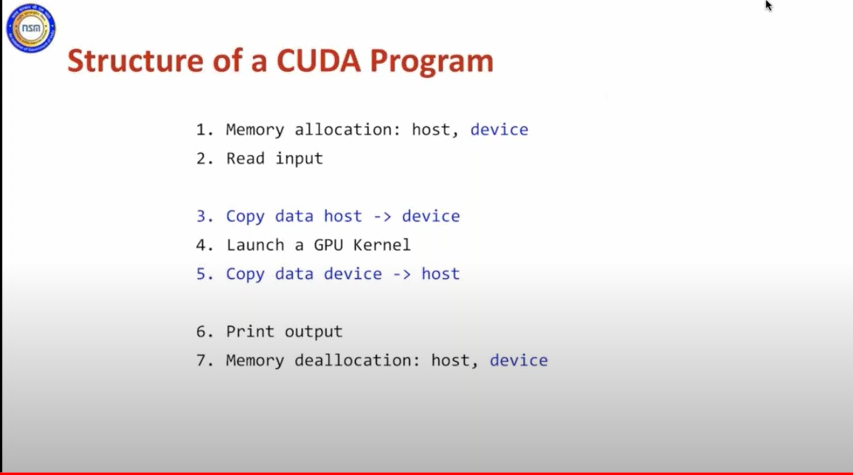 nsm
Structure of a CUDA Program
1. Memory allocation: host, device
2. Read input
3. Copy data host -> device
4. Launch a GPU Kernel
5. Copy data device -> host
6. Print output
7. Memory deallocation: host, device